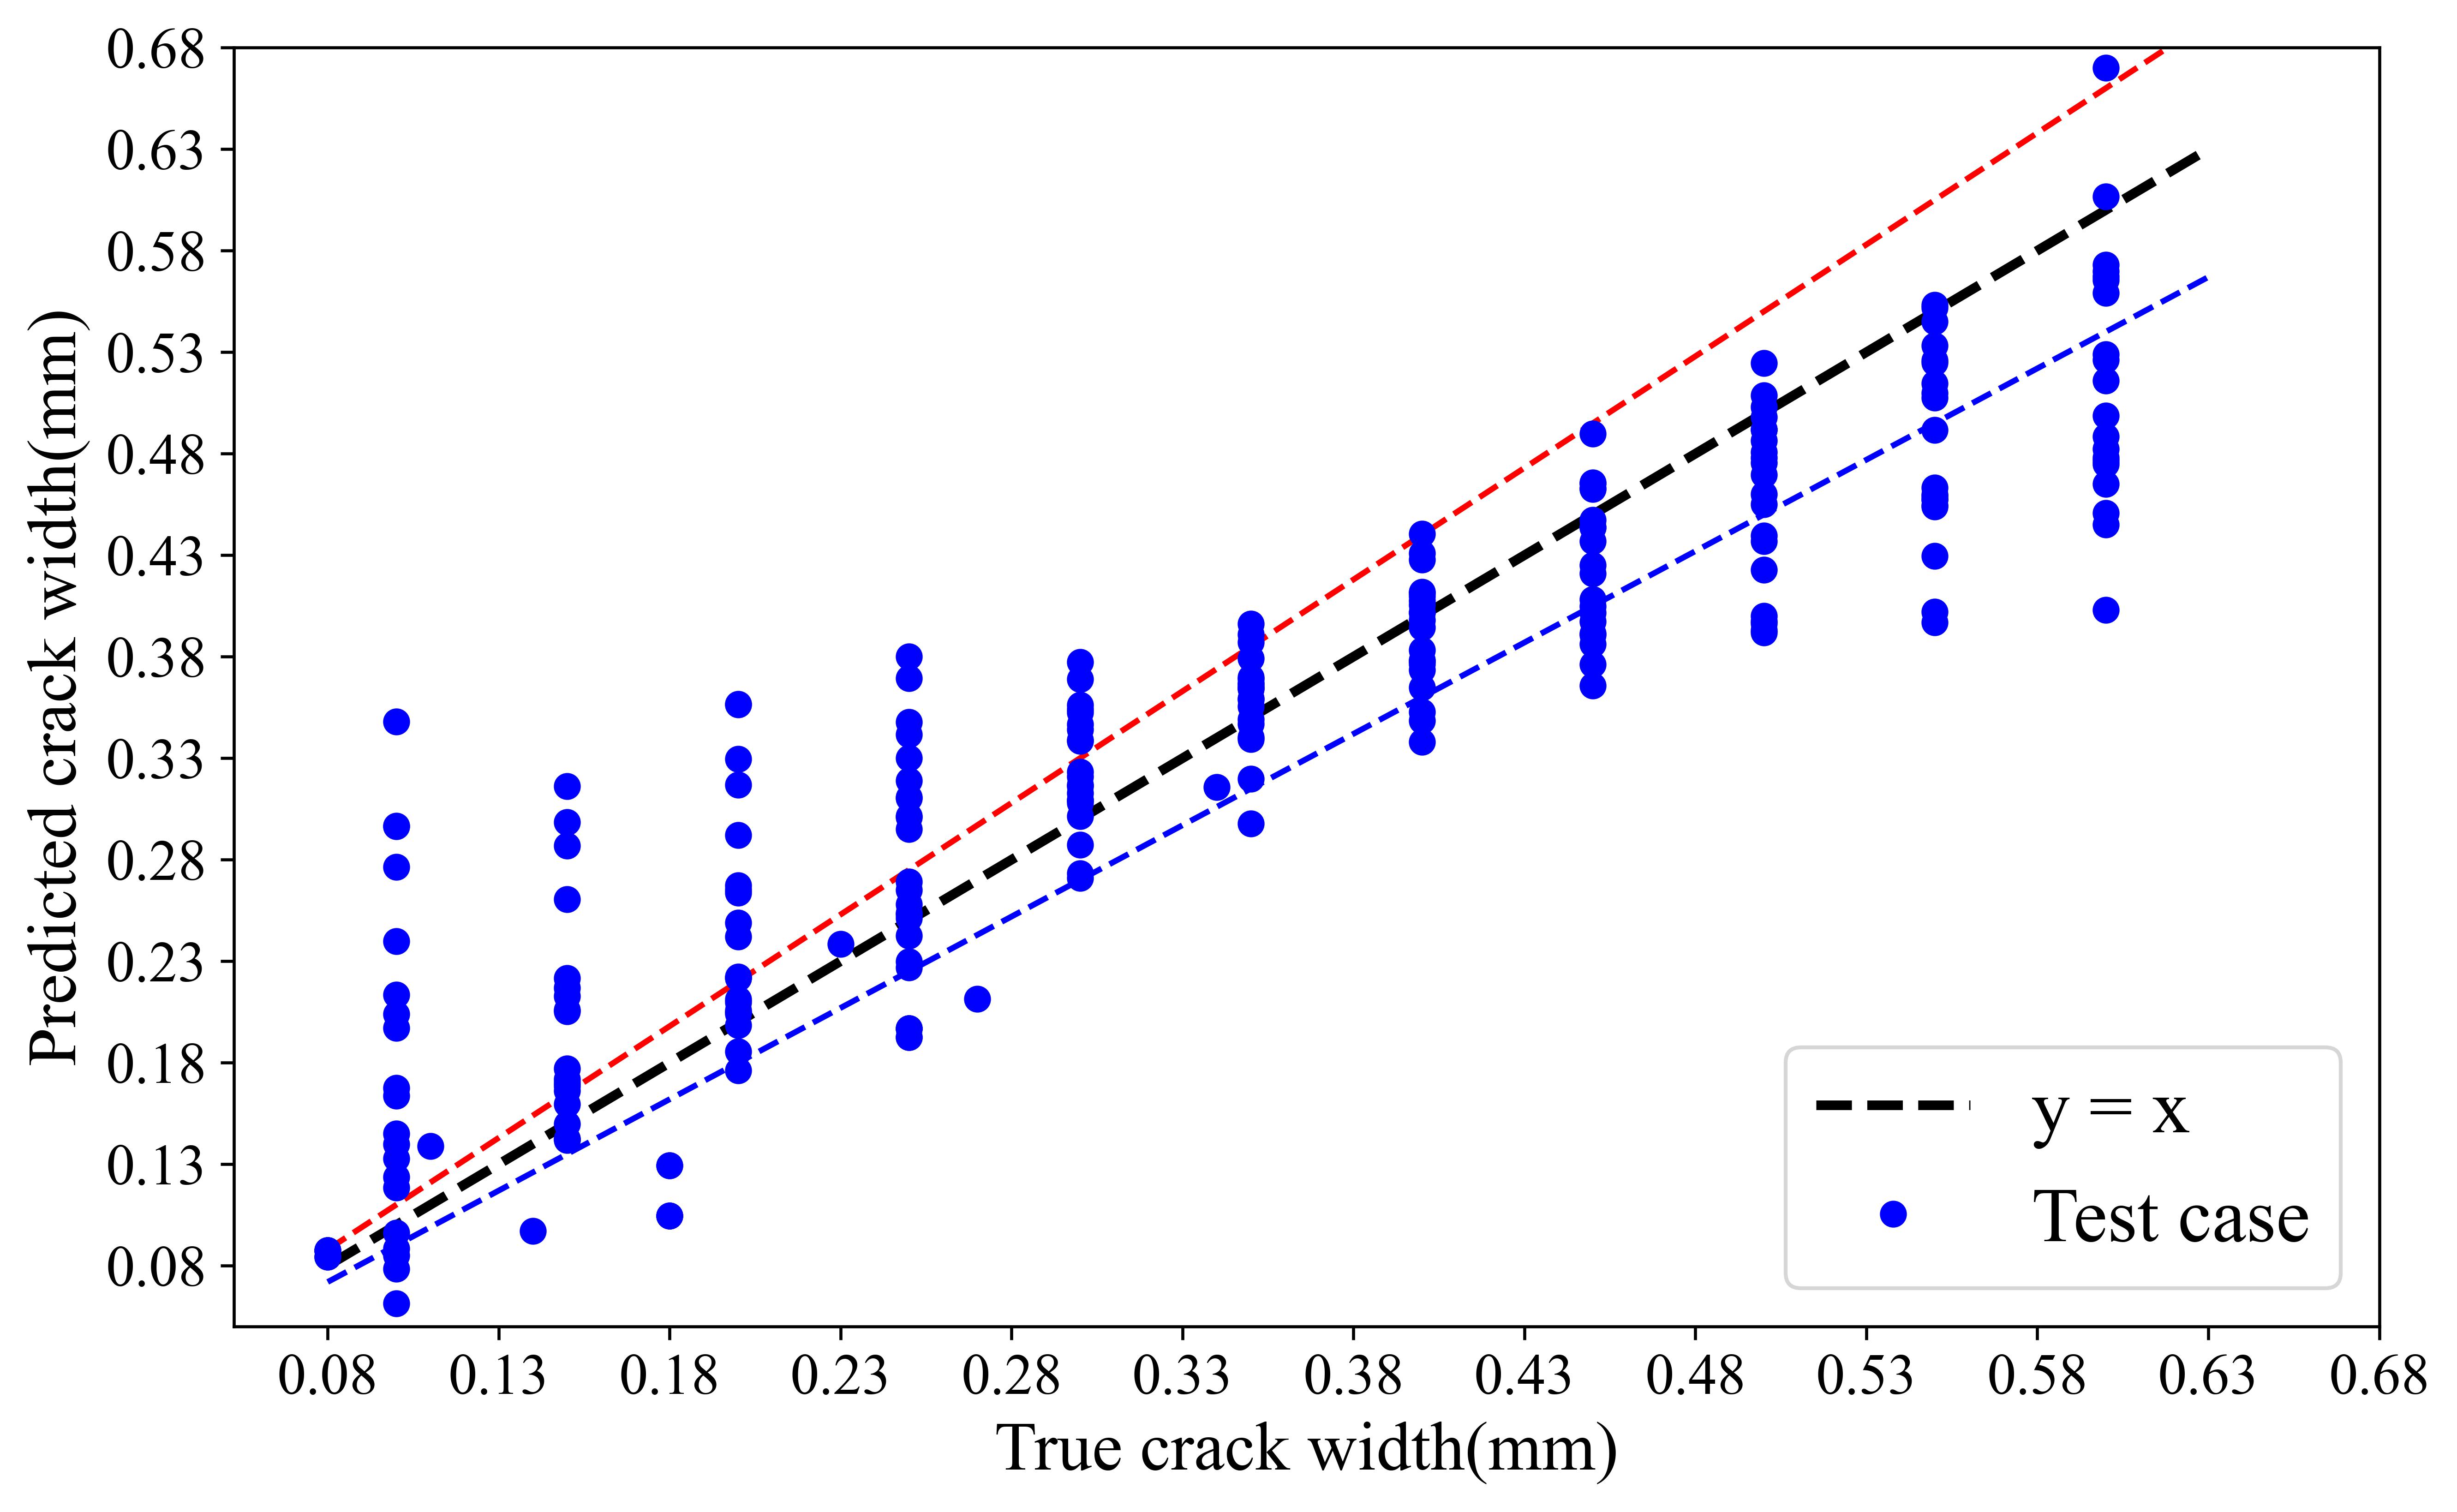 0.68
0.63
0.58
0.53
0.48
0.43
0.38
0.33
0.28
0.23
0.18
0.13
0.08
Predicted crack width(mm)
y = x
Test case
0.08 0.13 0.18 0.23 0.28 0.33 0.38 0.43 0.48 0.53 0.58 0.63 0.68
True crack width(mm)